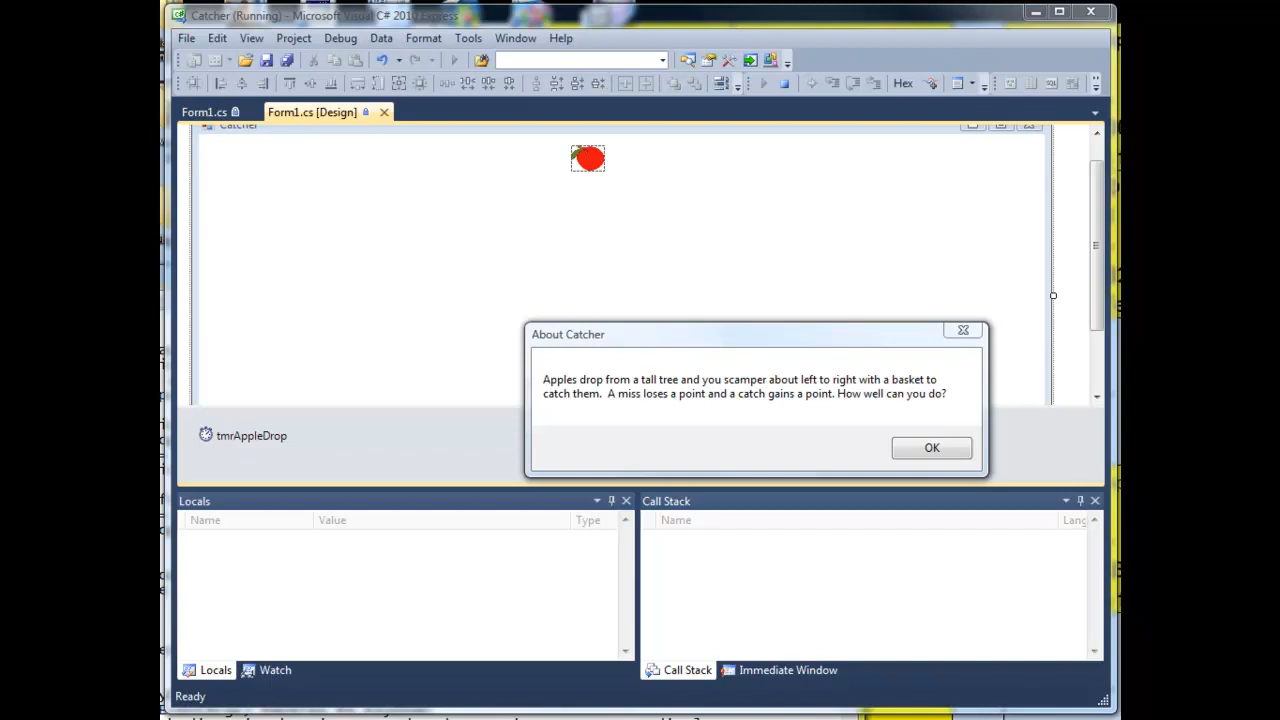 Catcher (Running) - Microsoft Visual C# 2010 Express
File Edit View Project Debug Data Format Tools Window Help
Hex
Form1.cs Form1.cs [Design]
Catcher
About Catcher
Apples drop from a tall tree and you scamper about left to right with a basket to
catch them.  A miss loses a point and a catch gains a point. How well can you do?
OK
tmrAppleDrop
Locals
Name Value Type
Call Stack
Name Lang
Locals Watch
Call Stack Immediate Window
Ready